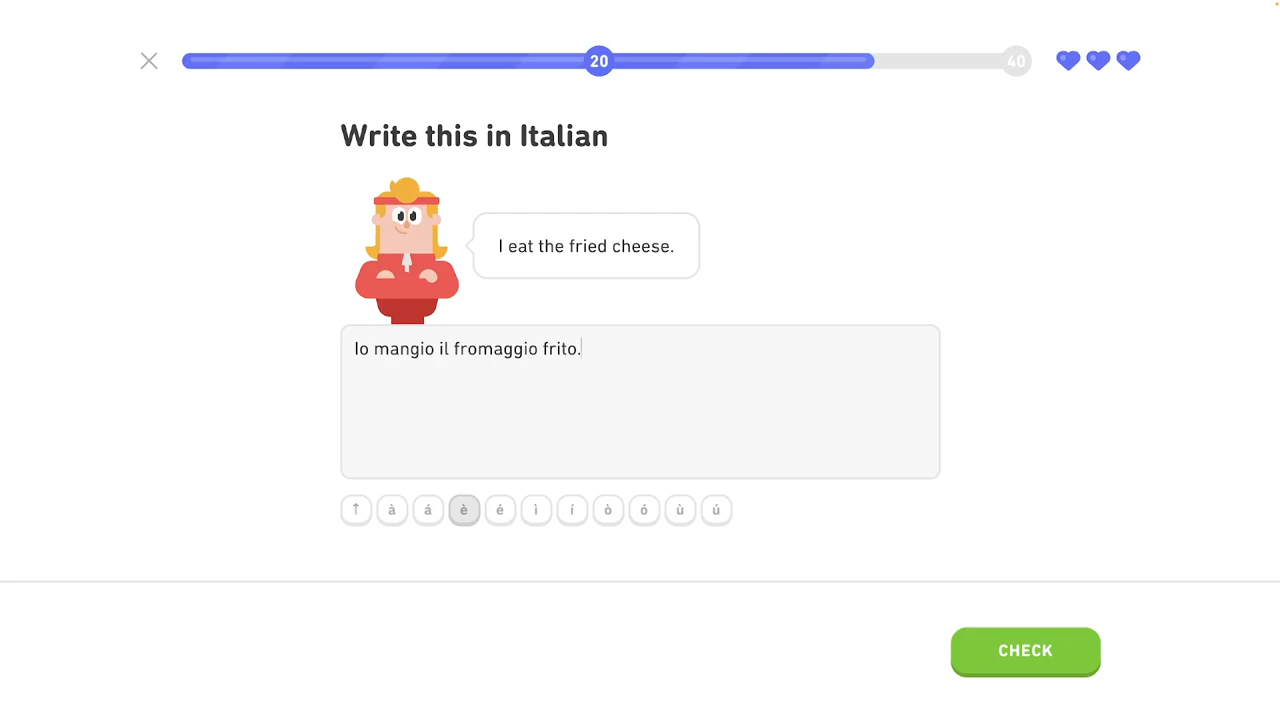 20
40
Write this in Italian
I eat the fried cheese.
Io mangio il fromaggio frito.
↑ à á è é ì í ò ó ù ú
CHECK